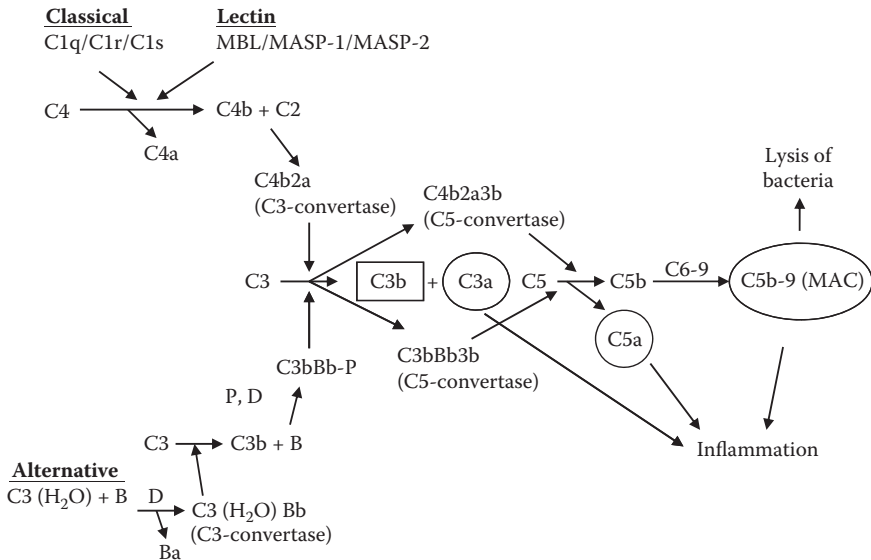 Classical
C1q/C1r/C1s
Lectin
MBL/MASP-1/MASP-2
C4
C4b + C2
C4a
C4b2a
(C3-convertase)
C4b2a3b
(C5-convertase)
Lysis of
bacteria
C3
C3b
+
C3a
C5
C5b
C6-9
C5b-9 (MAC)
C5a
C3bBb-P
C3bBb3b
(C5-convertase)
P, D
C3
C3b + B
Inflammation
Alternative
C3 (H₂O) + B
D
C3 (H₂O) Bb
(C3-convertase)
Ba